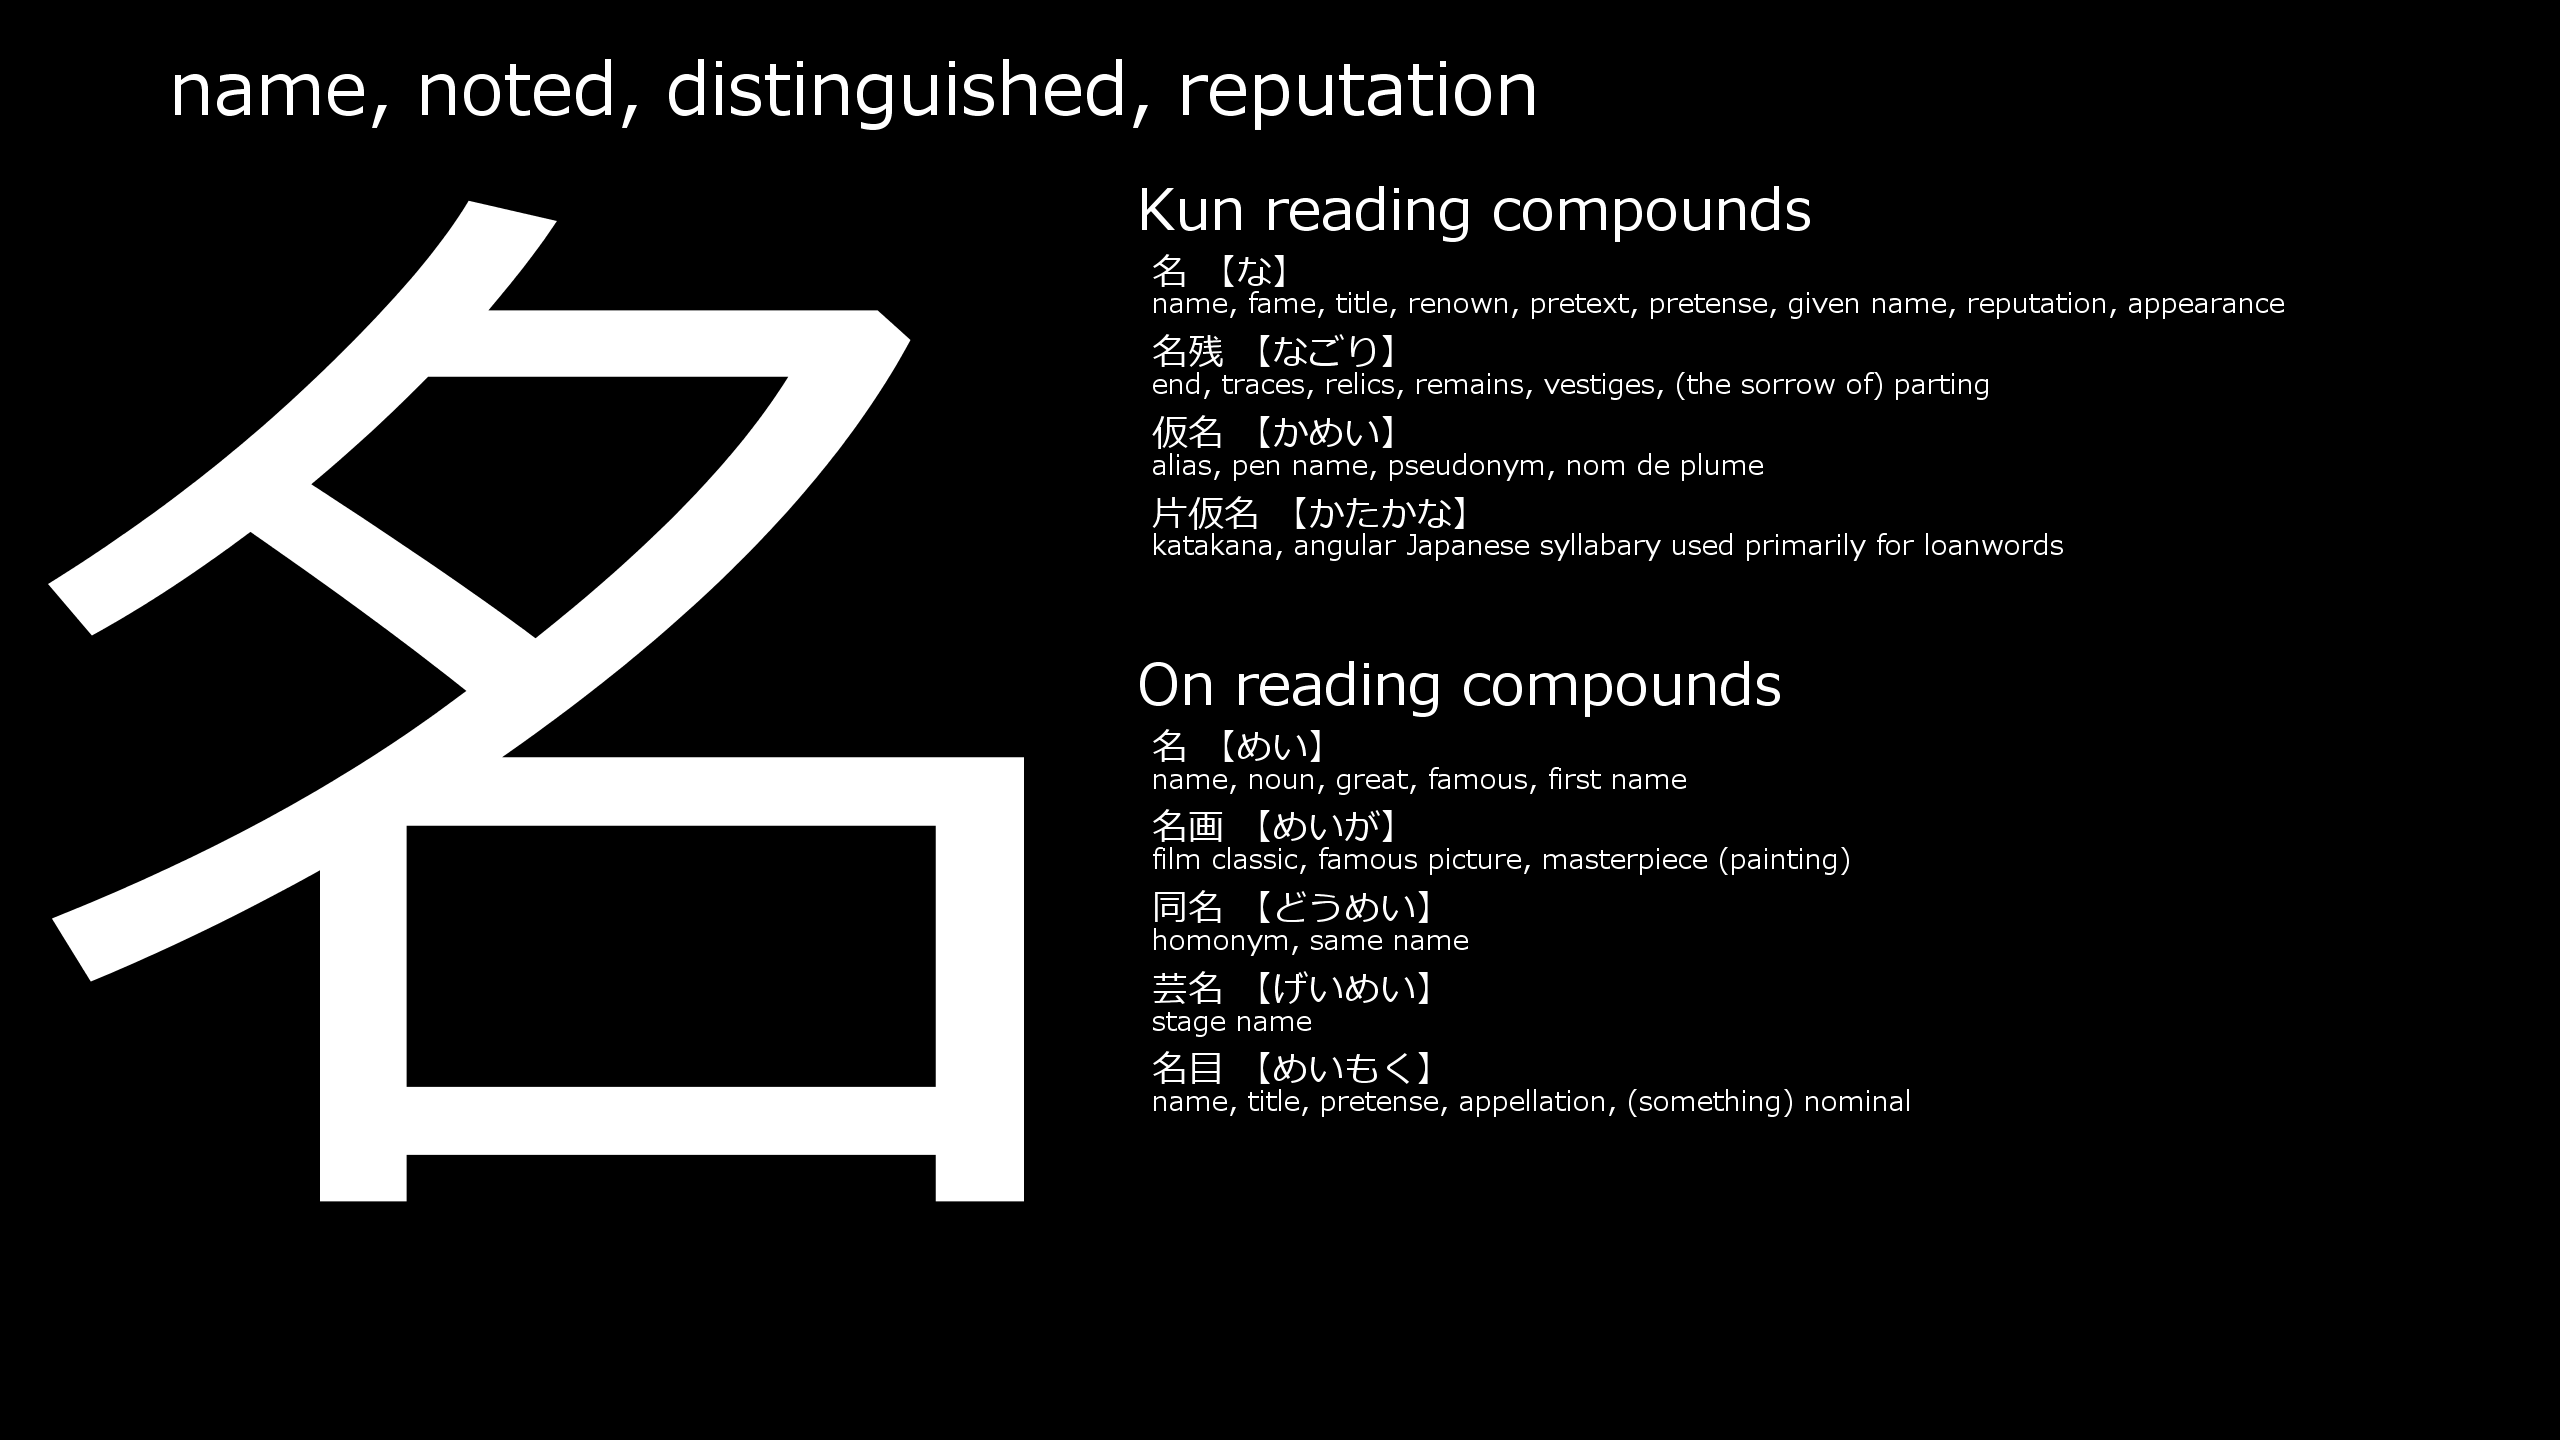 name, noted, distinguished, reputation
名
Kun reading compounds
名 【な】
name, fame, title, renown, pretext, pretense, given name, reputation, appearance
名残 【なごり】
end, traces, relics, remains, vestiges, (the sorrow of) parting
仮名 【かめい】
alias, pen name, pseudonym, nom de plume
片仮名 【かたかな】
katakana, angular Japanese syllabary used primarily for loanwords
On reading compounds
名 【めい】
name, noun, great, famous, first name
名画 【めいが】
film classic, famous picture, masterpiece (painting)
同名 【どうめい】
homonym, same name
芸名 【げいめい】
stage name
名目 【めいもく】
name, title, pretense, appellation, (something) nominal